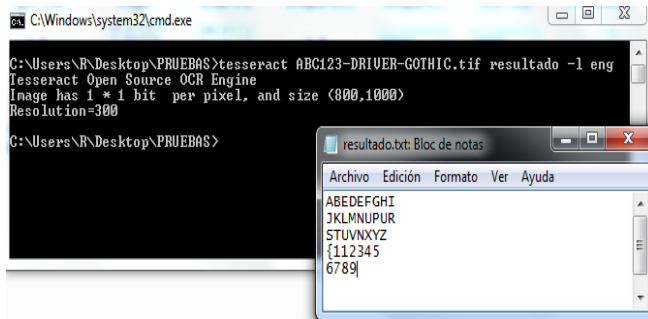 C:\Windows\system32\cmd.exe
C:\Users\R\Desktop\PRUEBAS>tesseract ABC123-DRIVER-GOTHIC.tif resultado -l eng
Tesseract Open Source OCR Engine
Image has 1 * 1 bit  per pixel, and size (800,1000)
Resolution=300
C:\Users\R\Desktop\PRUEBAS>
resultado.txt: Bloc de notas
Archivo Edición Formato Ver Ayuda
ABEDEFGHI
JKLMNUPUR
STUVNXYZ
{112345
6789